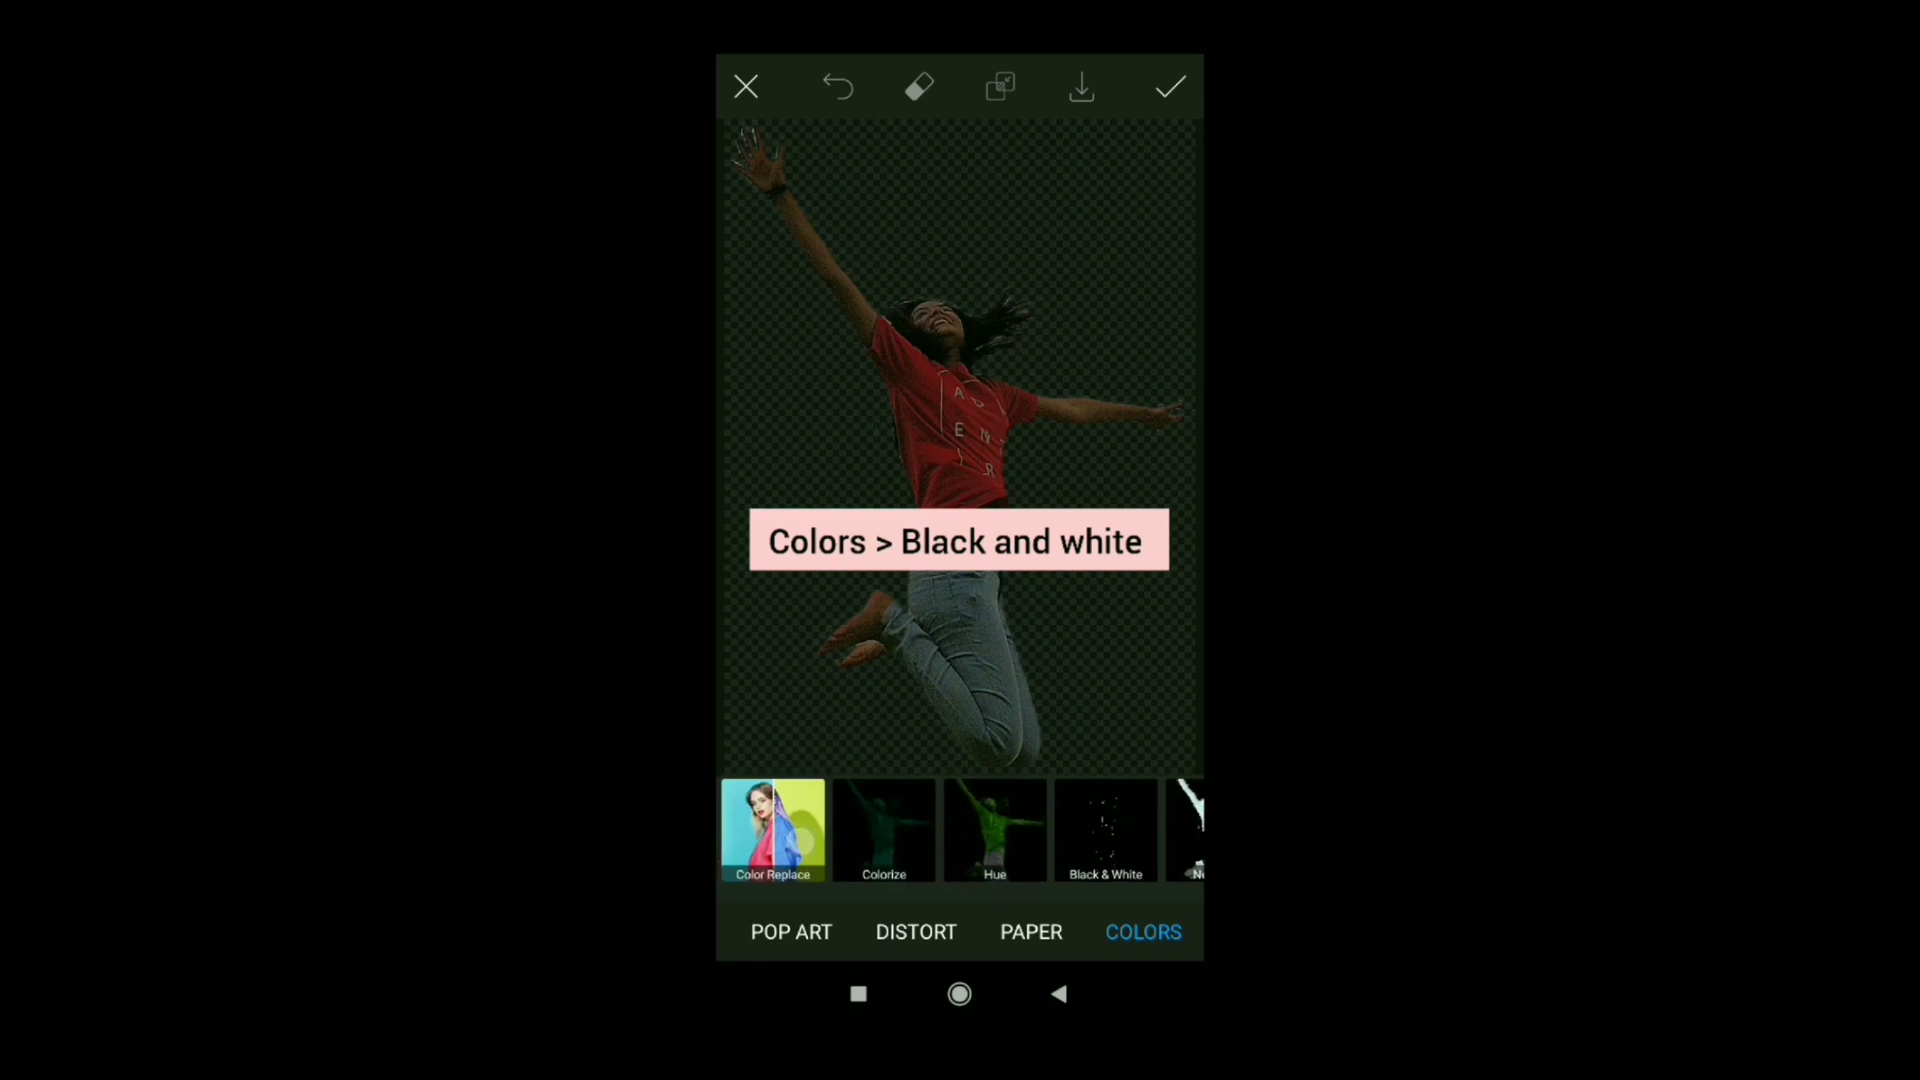 A P
E N
I R
Colors > Black and white
Color Replace
Colorize
Hue
Black & White
POP ART
DISTORT
PAPER
COLORS